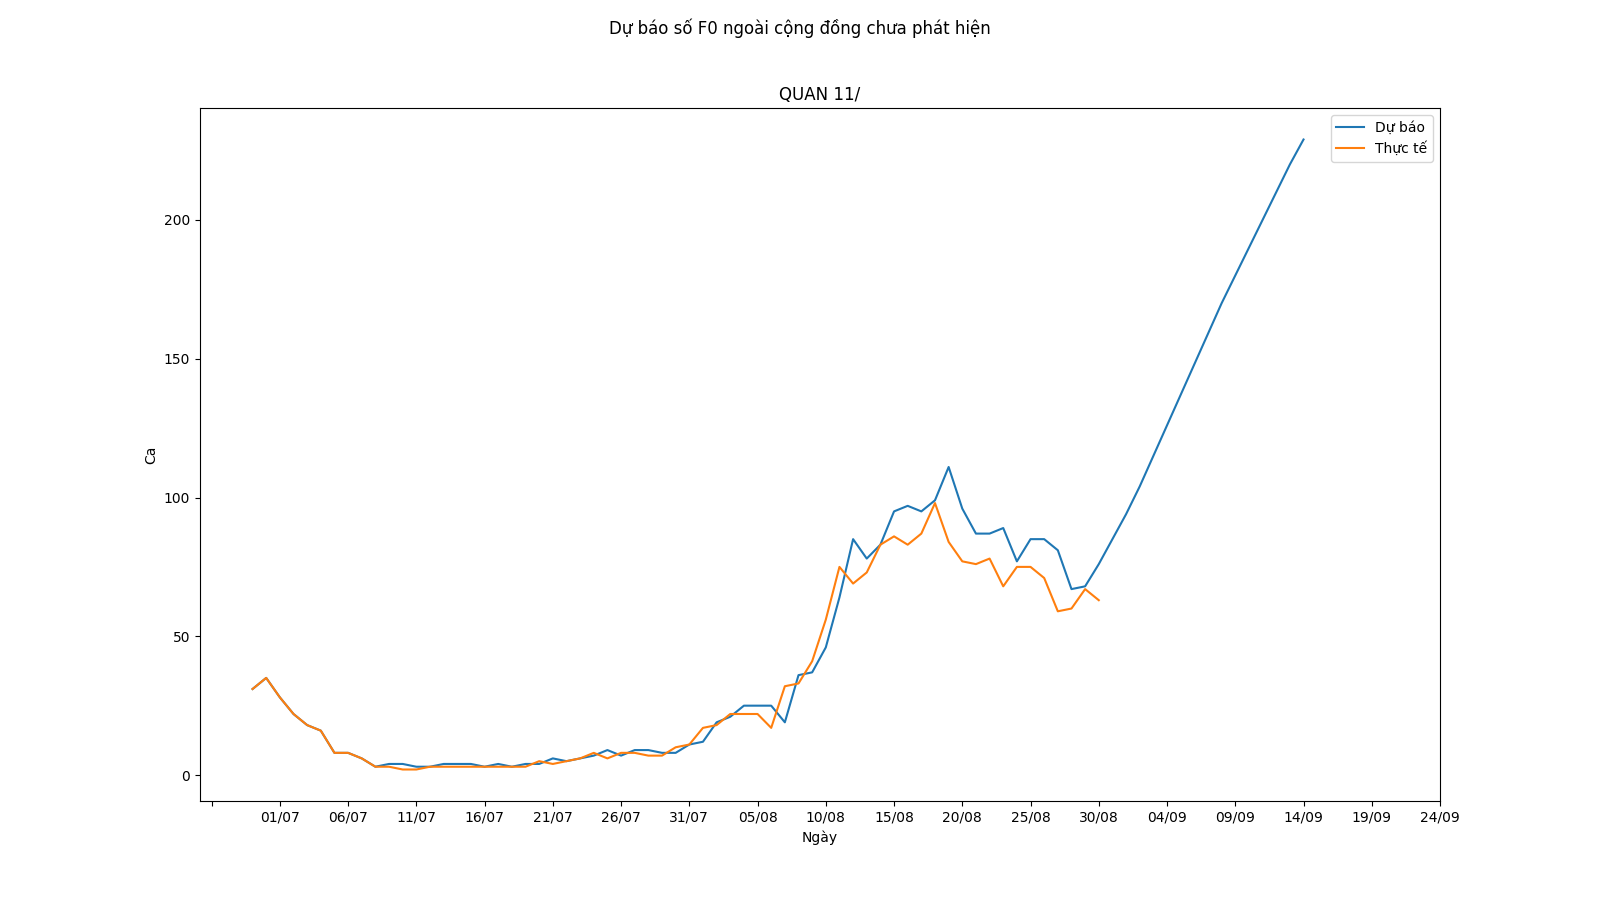 Dự báo số F0 ngoài cộng đồng chưa phát hiện
QUAN 11/
Dự báo
Thực tế
200
150
100
50
0
Ca
01/07 06/07 11/07 16/07 21/07 26/07 31/07 05/08 10/08 15/08 20/08 25/08 30/08 04/09 09/09 14/09 19/09 24/09
Ngày